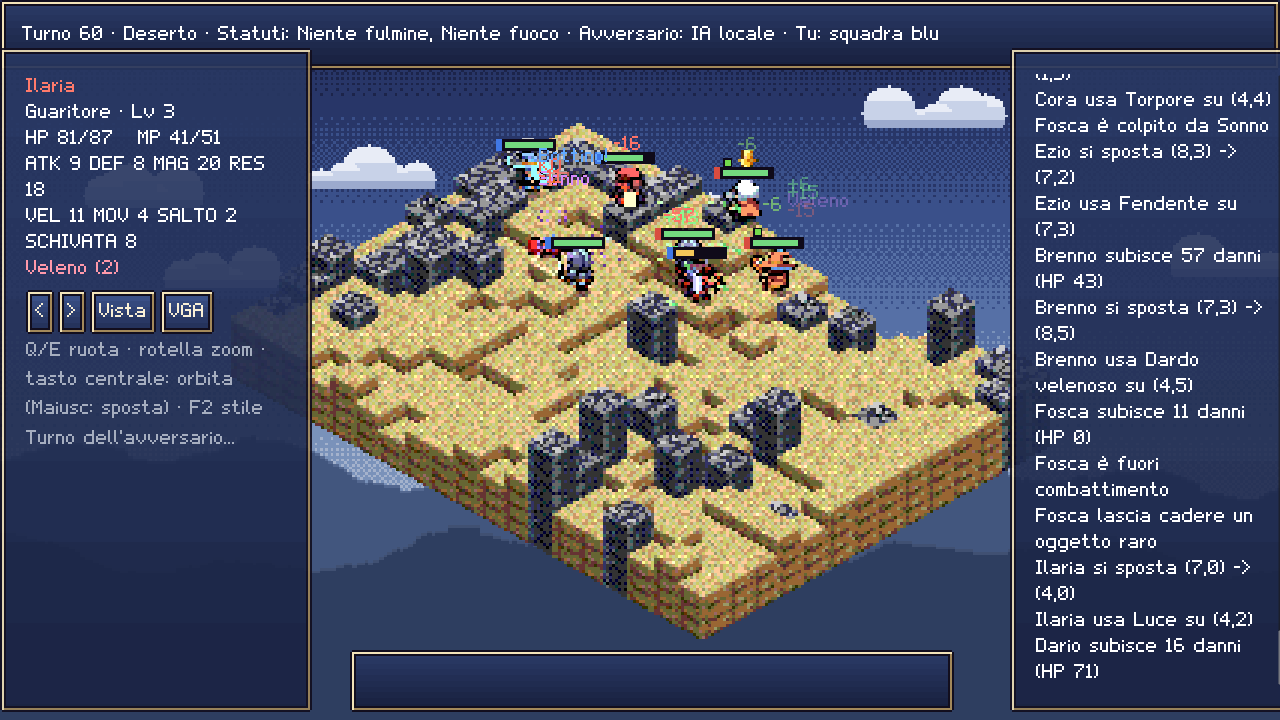 Turno 60 · Deserto · Statuti: Niente fulmine, Niente fuoco · Avversario: IA locale · Tu: squadra blu
Ilaria
Guaritore · Lv 3
HP 81/87 MP 41/51
ATK 9 DEF 8 MAG 20 RES
18
VEL 11 MOV 4 SALTO 2
SCHIVATA 8
Veleno (2)
< > Vista VGA
Q/E ruota · rotella zoom ·
tasto centrale: orbita
(Maiusc: sposta) · F2 stile
Turno dell'avversario...
-16
-6
-6
+15
-15
Cora usa Torpore su (4,4)
Fosca è colpito da Sonno
Ezio si sposta (8,3) ->
(7,2)
Ezio usa Fendente su
(7,3)
Brenno subisce 57 danni
(HP 43)
Brenno si sposta (7,3) ->
(8,5)
Brenno usa Dardo
velenoso su (4,5)
Fosca subisce 11 danni
(HP 0)
Fosca è fuori
combattimento
Fosca lascia cadere un
oggetto raro
Ilaria si sposta (7,0) ->
(4,0)
Ilaria usa Luce su (4,2)
Dario subisce 16 danni
(HP 71)